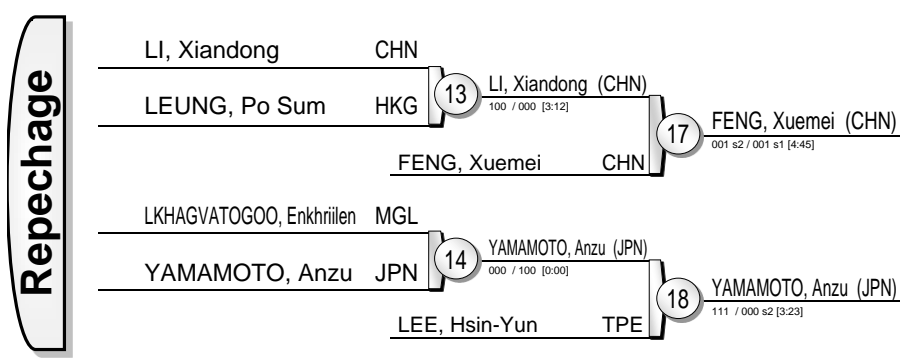 Repechage
LI, Xiandong CHN
LEUNG, Po Sum HKG
13
LI, Xiandong (CHN)
100 / 000 [3:12]
FENG, Xuemei CHN
17
FENG, Xuemei (CHN)
001 s2 / 001 s1 [4:45]
LKHAGVATOGOO, Enkhriilen MGL
YAMAMOTO, Anzu JPN
14
YAMAMOTO, Anzu (JPN)
000 / 100 [0:00]
LEE, Hsin-Yun TPE
18
YAMAMOTO, Anzu (JPN)
111 / 000 s2 [3:23]